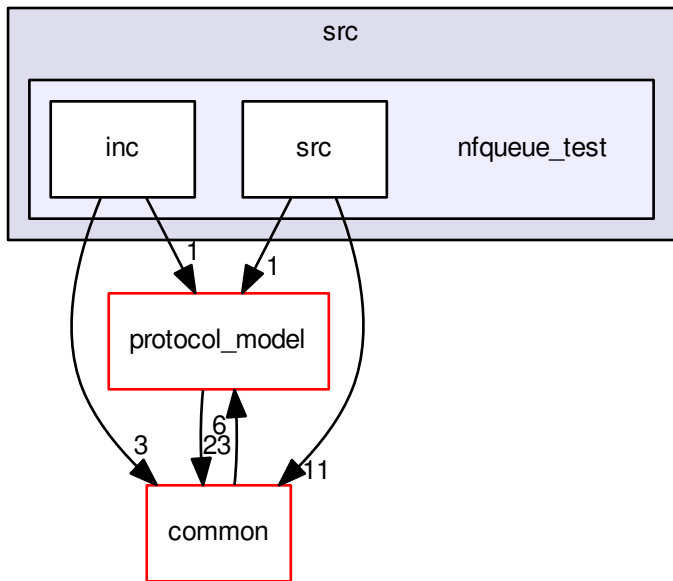 src
inc
src
nfqueue_test
1
1
protocol_model
6
23
3
11
common